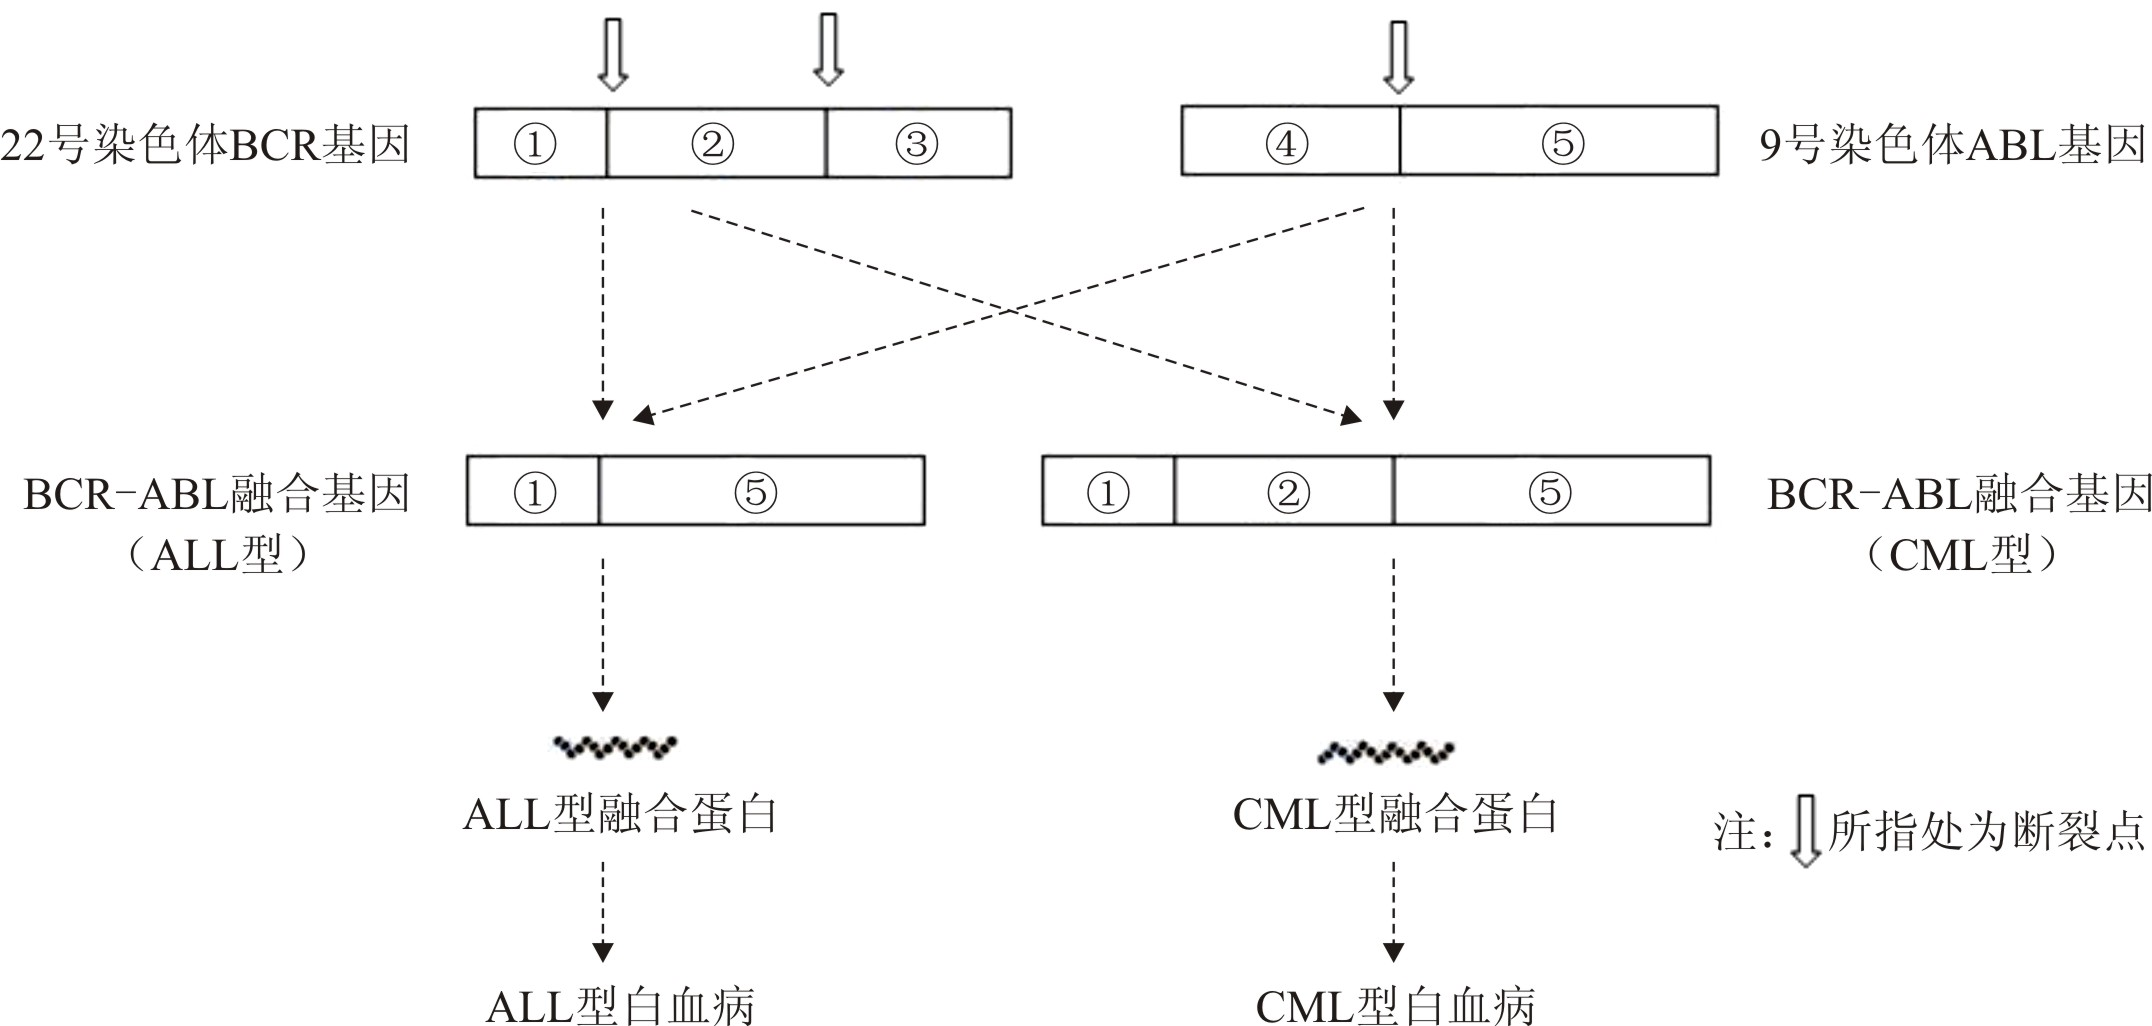 22号染色体BCR基因
① ② ③
④ ⑤
9号染色体ABL基因
BCR-ABL融合基因
（ALL型）
① ⑤
① ② ⑤
BCR-ABL融合基因
（CML型）
ALL型融合蛋白
CML型融合蛋白
注：所指处为断裂点
ALL型白血病
CML型白血病